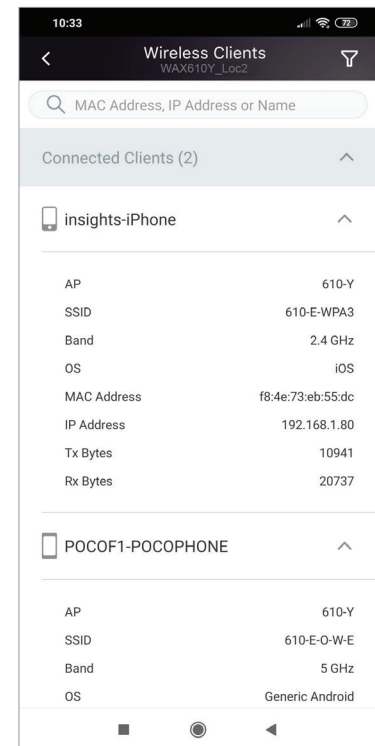 10:33
72
Wireless Clients
WAX610Y_Loc2
MAC Address, IP Address or Name
Connected Clients (2)
insights-iPhone
AP 610-Y
SSID 610-E-WPA3
Band 2.4 GHz
OS iOS
MAC Address f8:4e:73:eb:55:dc
IP Address 192.168.1.80
Tx Bytes 10941
Rx Bytes 20737
POCOF1-POCOPHONE
AP 610-Y
SSID 610-E-O-W-E
Band 5 GHz
OS Generic Android